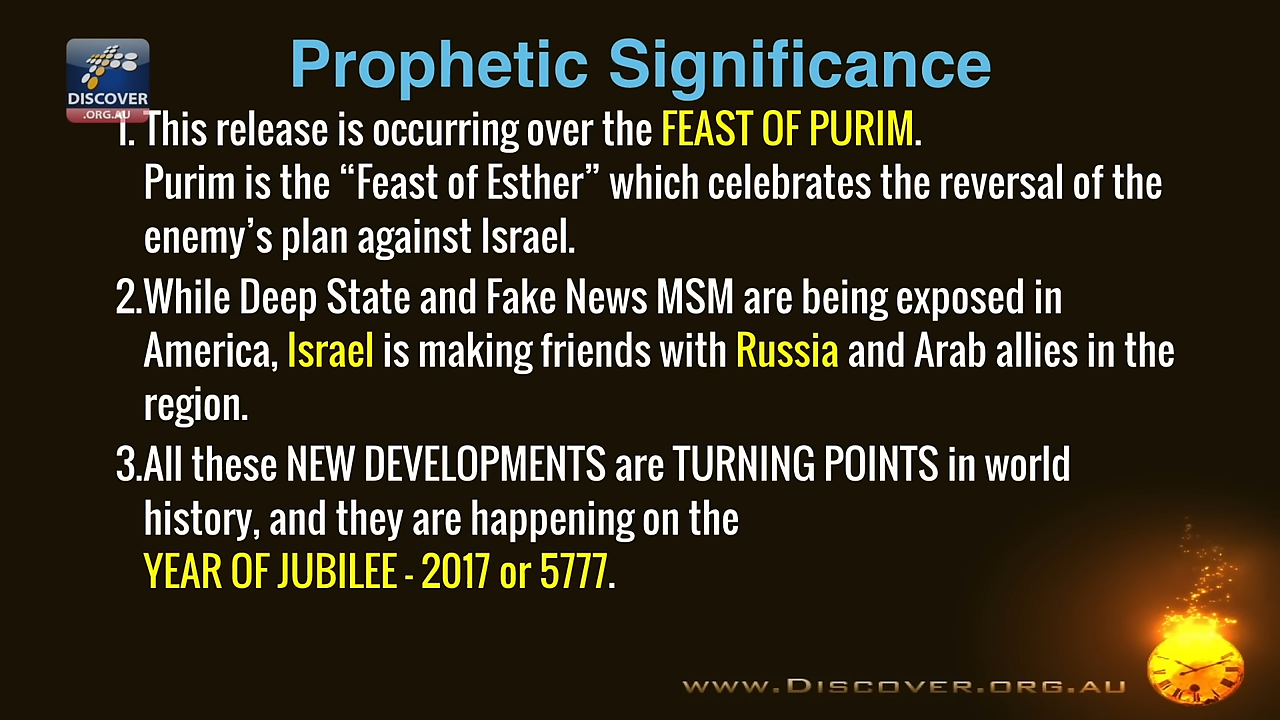 Prophetic Significance
DISCOVER
.ORG.AU
1. This release is occurring over the FEAST OF PURIM.
Purim is the “Feast of Esther” which celebrates the reversal of the
enemy’s plan against Israel.
2.While Deep State and Fake News MSM are being exposed in
America, Israel is making friends with Russia and Arab allies in the
region.
3.All these NEW DEVELOPMENTS are TURNING POINTS in world
history, and they are happening on the
YEAR OF JUBILEE - 2017 or 5777.
www.Discover.org.au